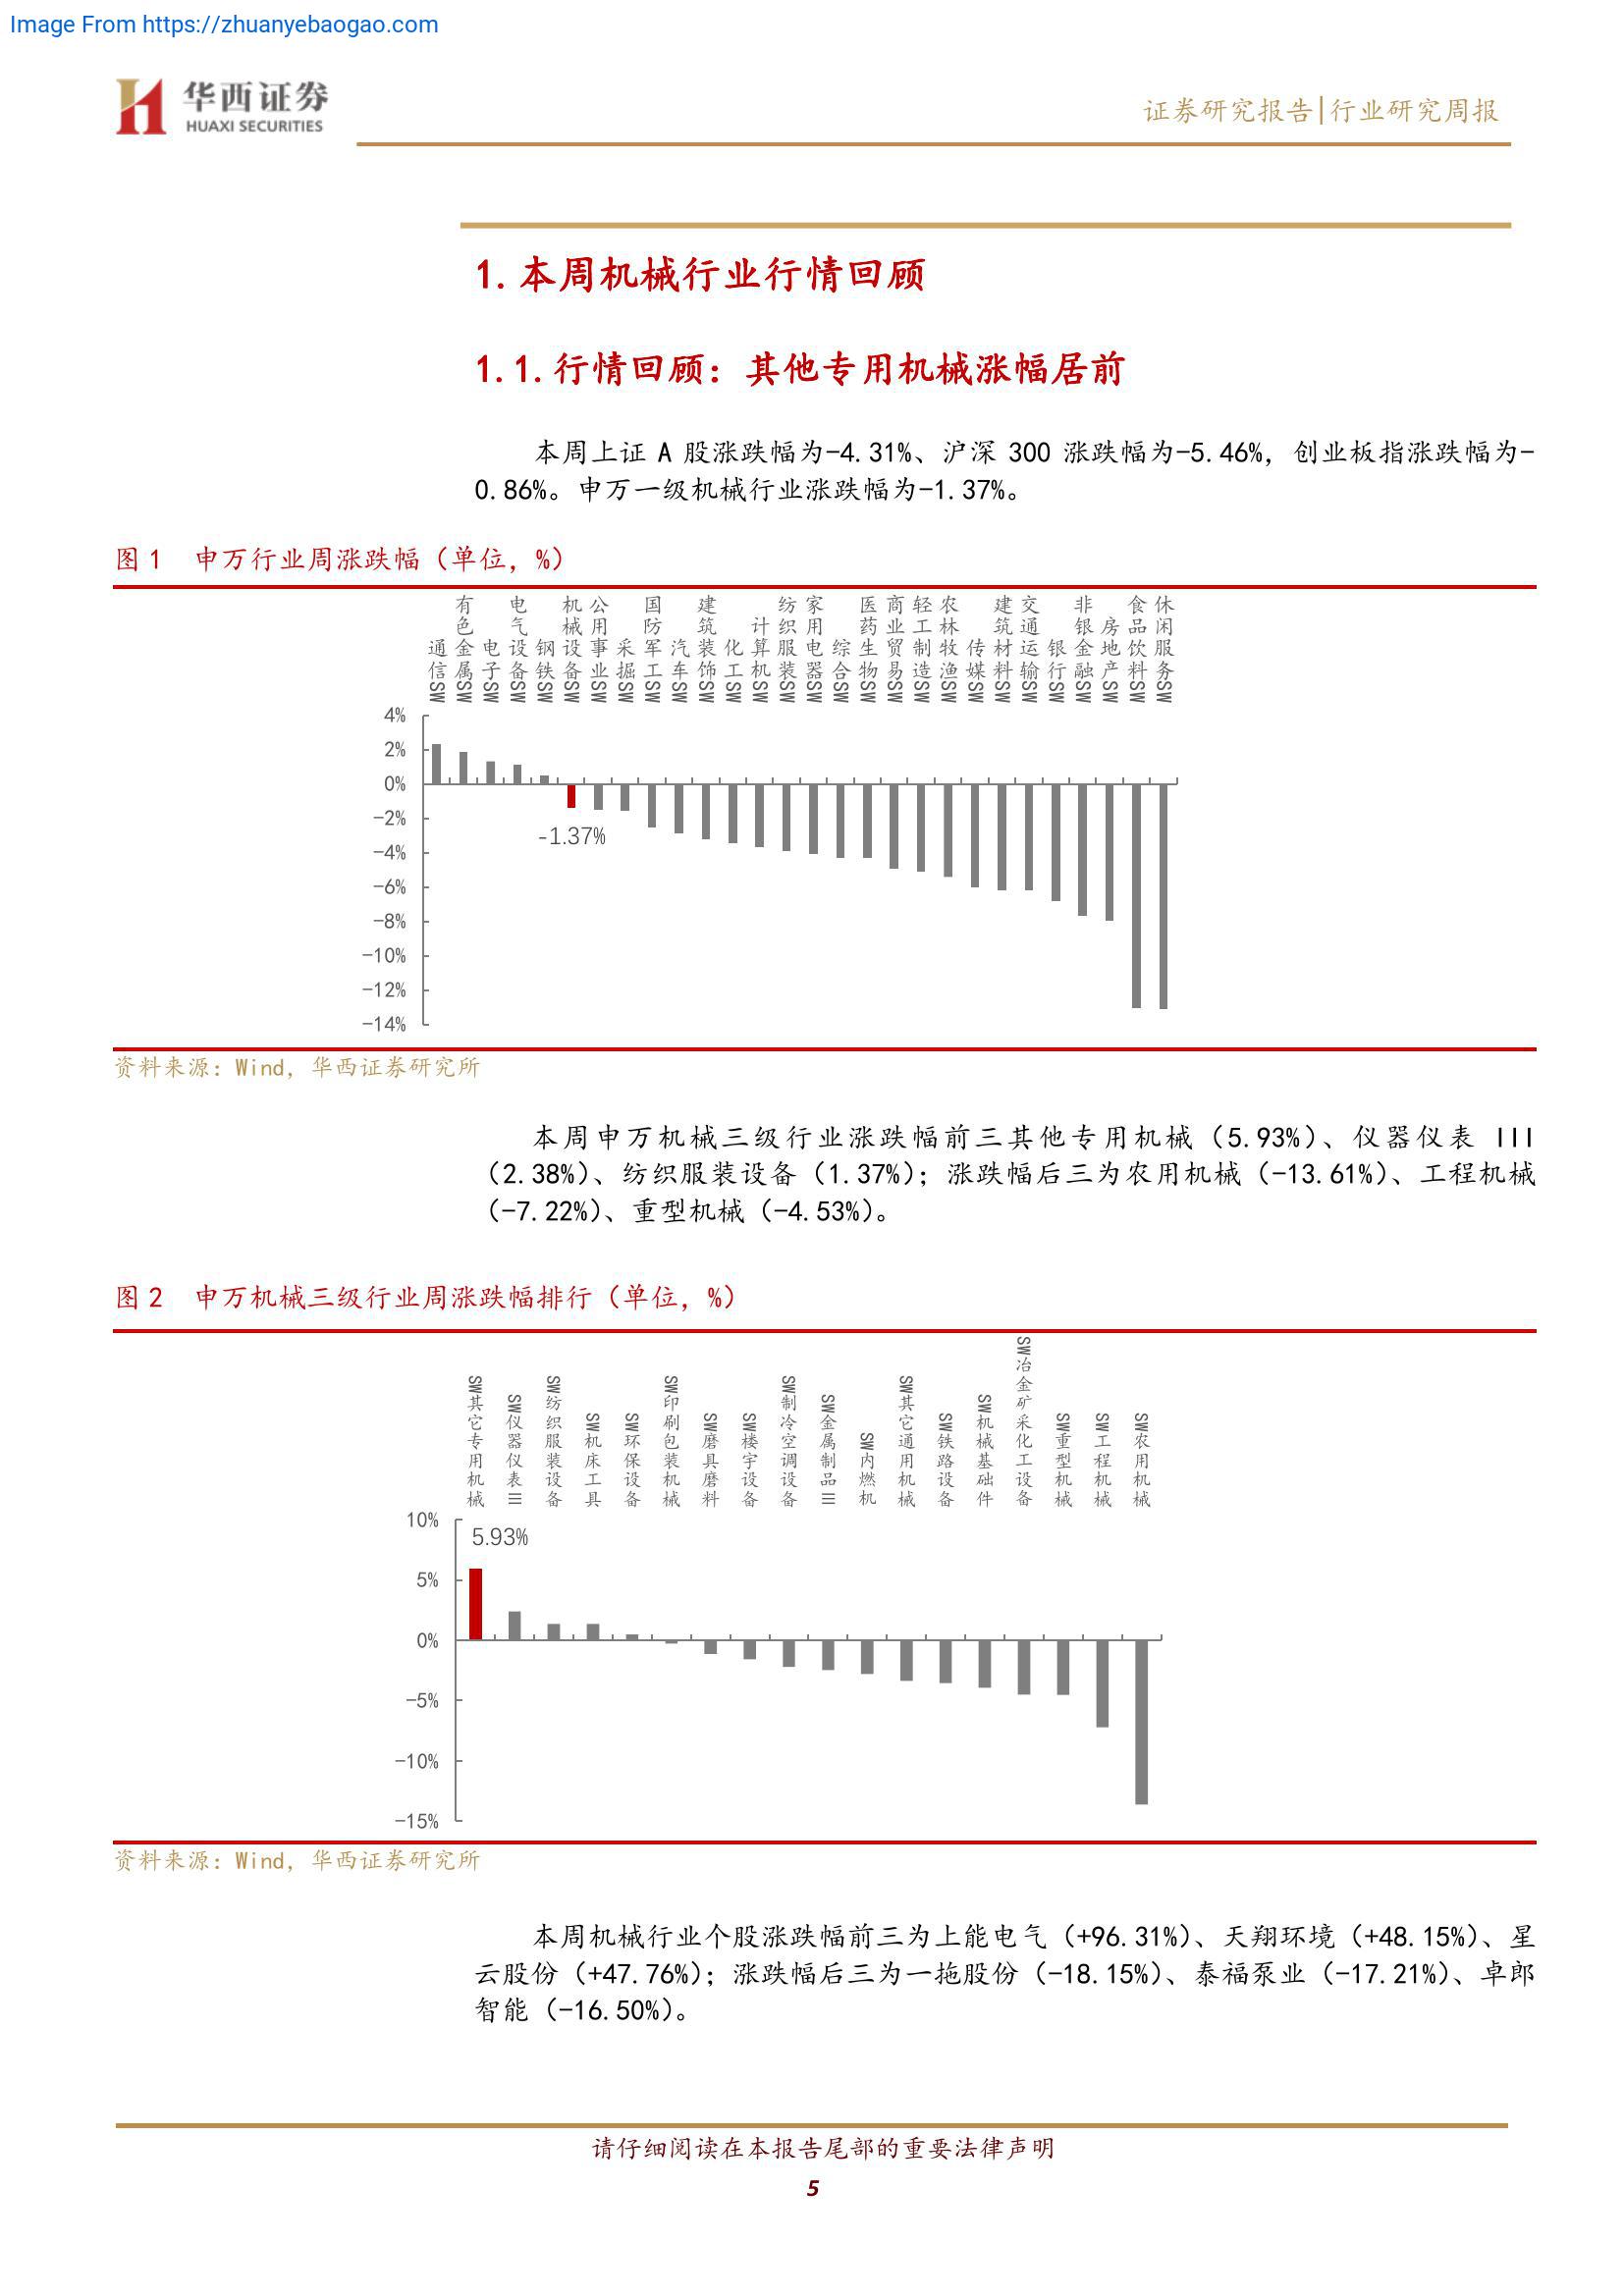 Image From https://zhuanyebaogao.com
华西证券
HUAXI SECURITIES
证券研究报告|行业研究周报
1. 本周机械行业行情回顾
1.1. 行情回顾：其他专用机械涨幅居前
本周上证 A 股涨跌幅为-4.31%、沪深 300 涨跌幅为-5.46%，创业板指涨跌幅为-
0.86%。申万一级机械行业涨跌幅为-1.37%。
图 1 申万行业周涨跌幅（单位，%）
通信SW
有色金属SW
电子SW
电气设备SW
钢铁SW
机械设备SW
公用事业SW
采掘SW
国防军工SW
汽车SW
建筑装饰SW
化工SW
计算机SW
纺织服装SW
家用电器SW
综合SW
医药生物SW
商业贸易SW
轻工制造SW
农林牧渔SW
传媒SW
建筑材料SW
交通运输SW
银行SW
非银金融SW
房地产SW
食品饮料SW
休闲服务SW
4%
2%
0%
-2%
-4%
-6%
-8%
-10%
-12%
-14%
-1.37%
资料来源：Wind，华西证券研究所
本周申万机械三级行业涨跌幅前三其他专用机械（5.93%）、仪器仪表 III
（2.38%）、纺织服装设备（1.37%）；涨跌幅后三为农用机械（-13.61%）、工程机械
（-7.22%）、重型机械（-4.53%）。
图 2 申万机械三级行业周涨跌幅排行（单位，%）
SW其它专用机械
SW仪器仪表III
SW纺织服装设备
SW机床工具
SW环保设备
SW印刷包装机械
SW磨具磨料
SW楼宇设备
SW制冷空调设备
SW金属制品III
SW内燃机
SW其它通用机械
SW铁路设备
SW机械基础件
SW冶金矿采化工设备
SW重型机械
SW工程机械
SW农用机械
10%
5%
0%
-5%
-10%
-15%
5.93%
资料来源：Wind，华西证券研究所
本周机械行业个股涨跌幅前三为上能电气（+96.31%）、天翔环境（+48.15%）、星
云股份（+47.76%）；涨跌幅后三为一拖股份（-18.15%）、泰福泵业（-17.21%）、卓郎
智能（-16.50%）。
请仔细阅读在本报告尾部的重要法律声明
5